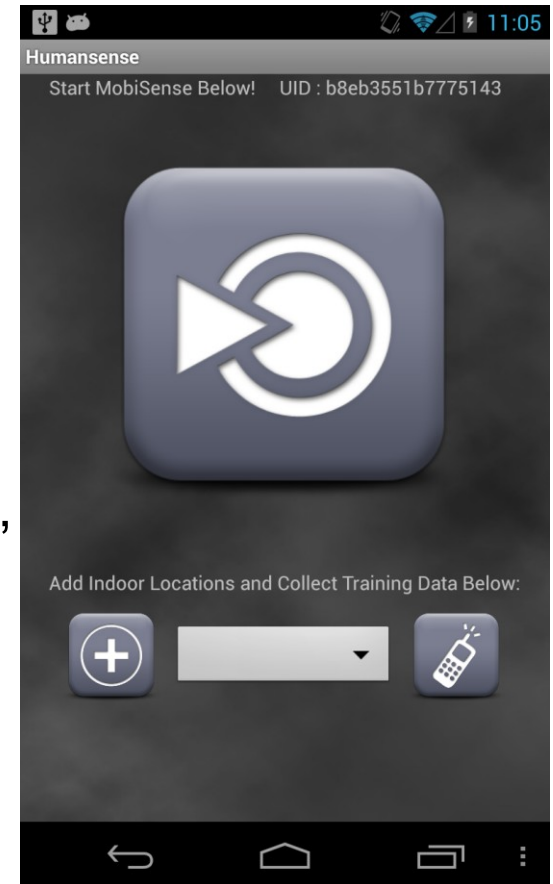 11:05
Humansense
Start MobiSense Below! UID : b8eb3551b7775143
,
Add Indoor Locations and Collect Training Data Below: